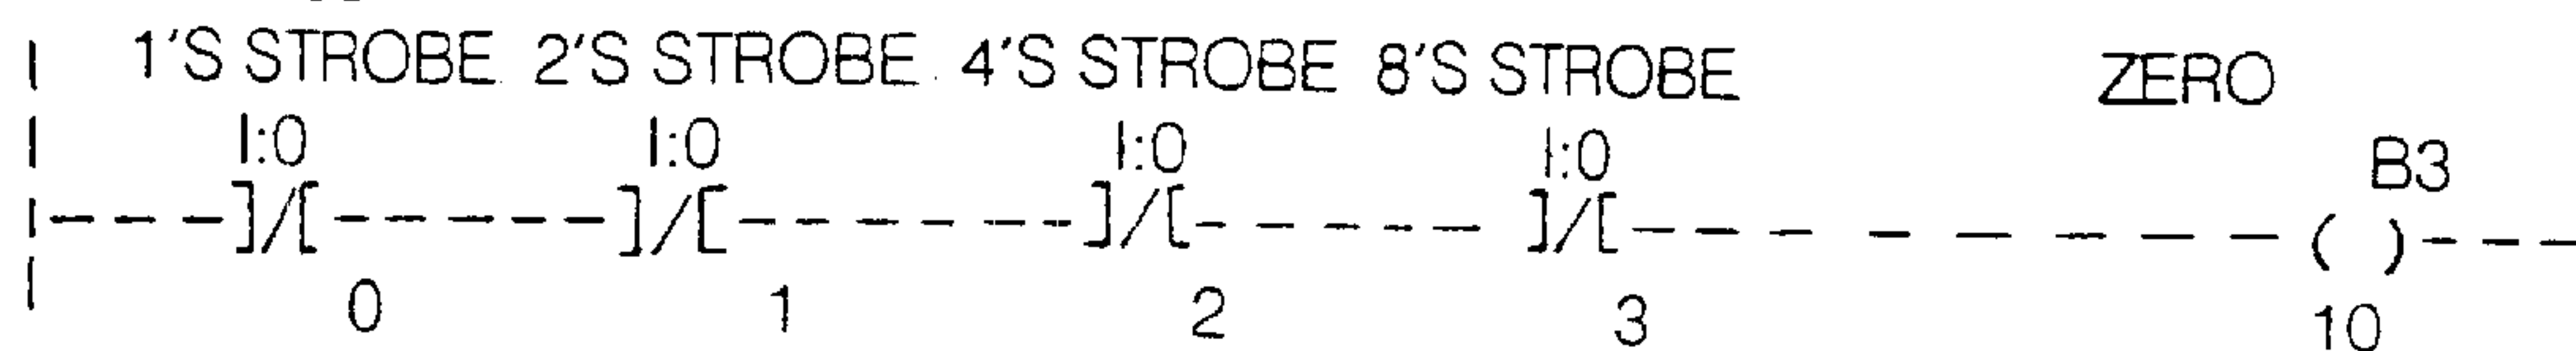 1'S STROBE 2'S STROBE 4'S STROBE 8'S STROBE ZERO
I:0 I:0 I:0 I:0 B3
]/[ ]/[ ]/[ ]/[ ( )
0 1 2 3 10